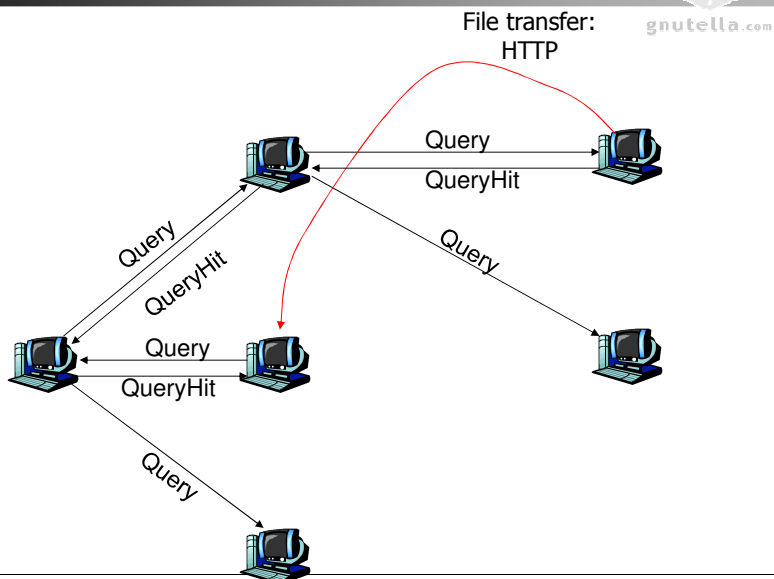 File transfer:
HTTP
gnutella.com
Query
QueryHit
Query
Query
QueryHit
Query
QueryHit
Query